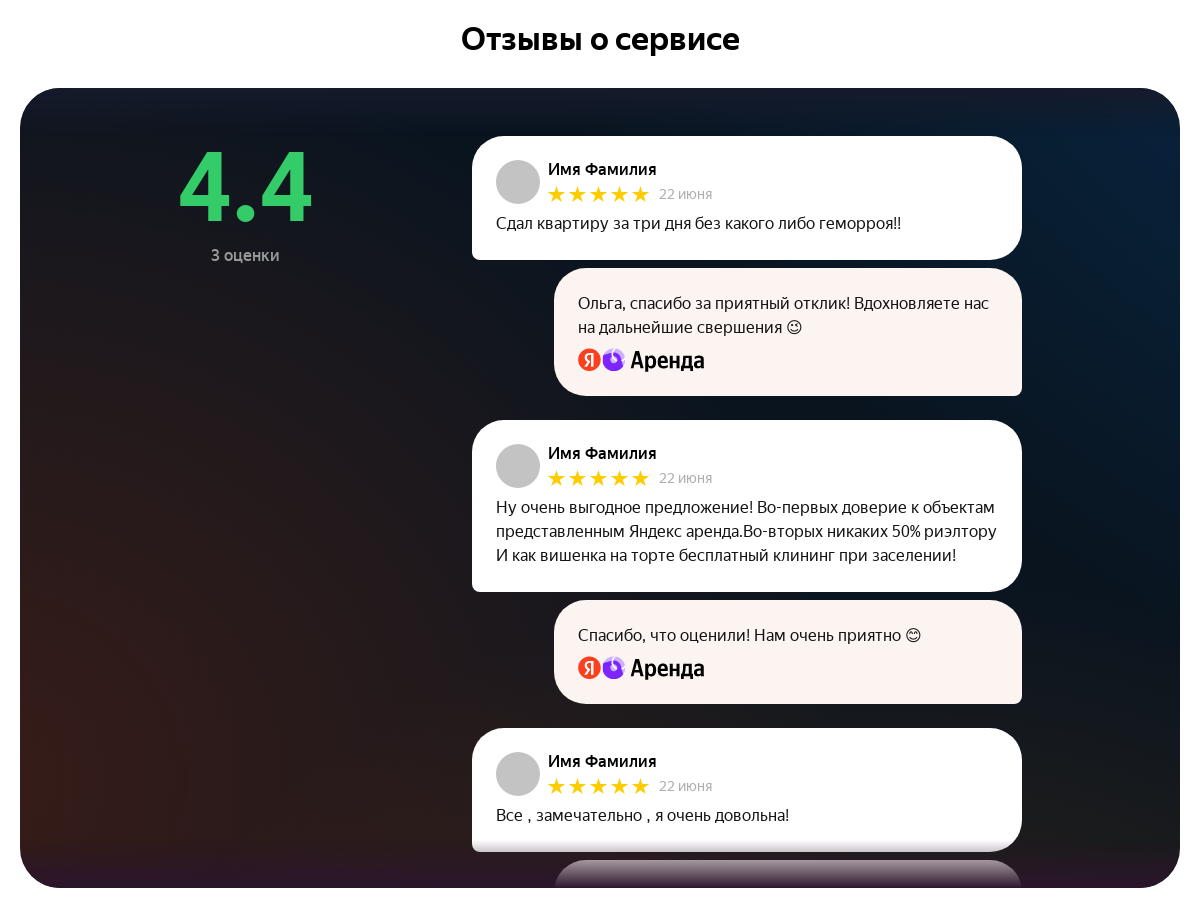 Отзывы о сервисе
4.4
3 оценки
Имя Фамилия
22 июня
Сдал квартиру за три дня без какого либо геморроя!!
Ольга, спасибо за приятный отклик! Вдохновляете нас
на дальнейшие свершения 😉
Я Аренда
Имя Фамилия
22 июня
Ну очень выгодное предложение! Во-первых доверие к объектам
представленным Яндекс аренда.Во-вторых никаких 50% риэлтору
И как вишенка на торте бесплатный клининг при заселении!
Спасибо, что оценили! Нам очень приятно 😊
Я Аренда
Имя Фамилия
22 июня
Все , замечательно , я очень довольна!